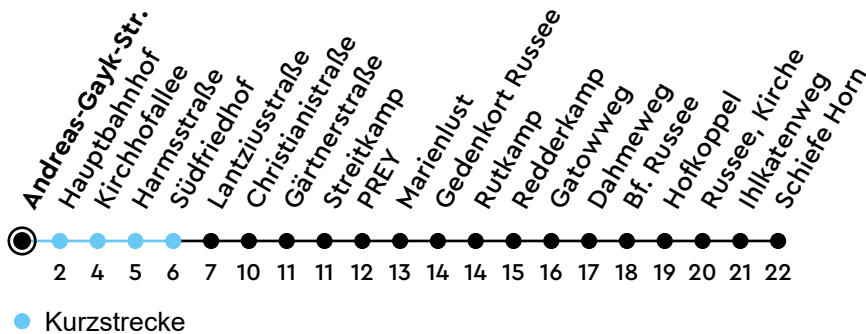 Andreas-Gayk-Str.
Hauptbahnhof
Kirchhofallee
Harmsstraße
Südfriedhof
Lantziusstraße
Christianistraße
Gärtnerstraße
Streitkamp
PREY
Marienlust
Gedenkort Russee
Rutkamp
Redderkamp
Gatowweg
Dahmeweg
Bf. Russee
Hofkoppel
Russee, Kirche
Ihlkatenweg
Schiefe Horn
2 4 5 6 7 10 11 11 12 13 14 14 15 16 17 18 19 20 21 22
Kurzstrecke